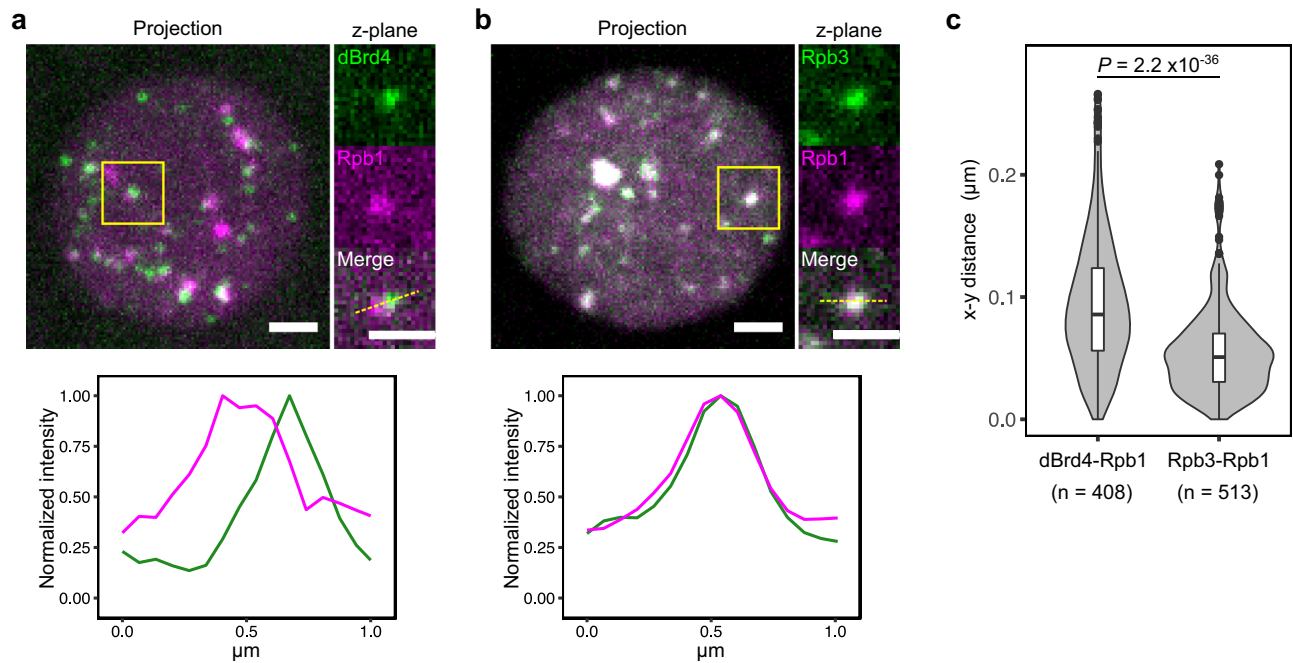 a
Projection
z-plane
dBrd4
Rpb1
Merge
Normalized intensity
1.00
0.75
0.50
0.25
0.00
0.0
0.5
1.0
µm
b
Projection
z-plane
Rpb3
Rpb1
Merge
Normalized intensity
1.00
0.75
0.50
0.25
0.00
0.0
0.5
1.0
µm
c
P = 2.2 x10-36
x-y distance (µm)
0.2
0.1
0.0
dBrd4-Rpb1 Rpb3-Rpb1
(n = 408) (n = 513)